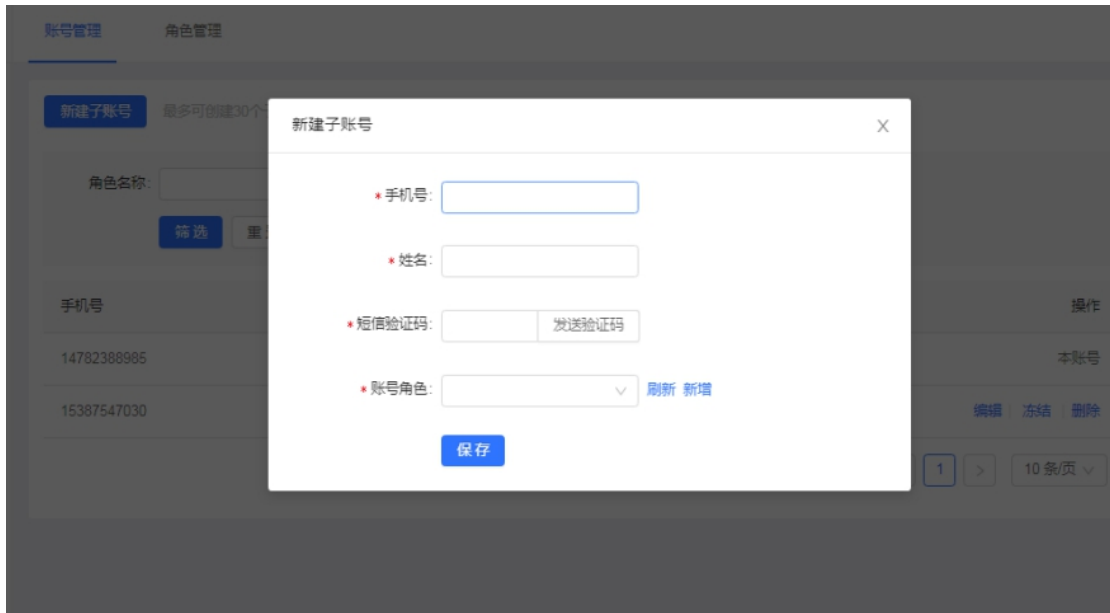 账号管理 角色管理
新建子账号 最多可创建30个
新建子账号 X
角色名称:
*手机号:
筛选 重
*姓名:
手机号 操作
*短信验证码: 发送验证码
14782388985 本账号
*账号角色: 刷新 新增
15387547030 编辑 冻结 删除
保存
1 > 10 条/页